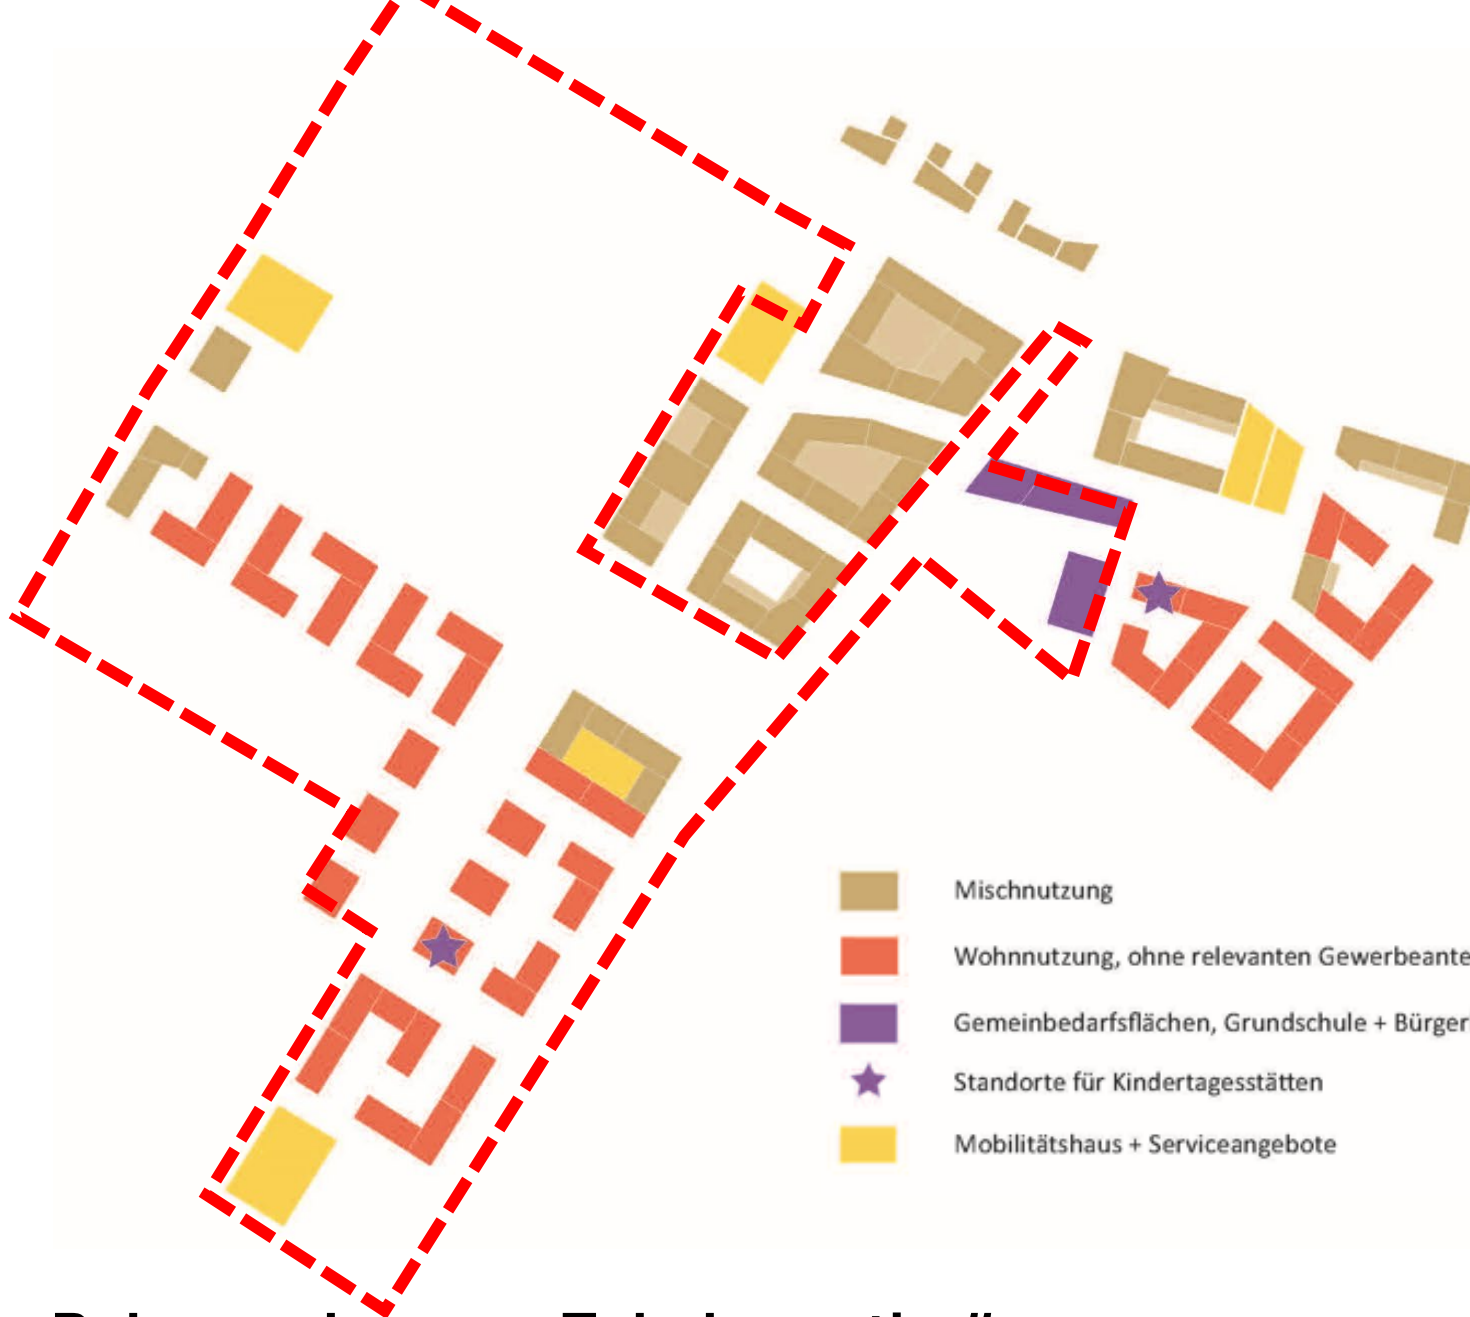 Mischnutzung
Wohnnutzung, ohne relevanten Gewerbeante
Gemeinbedarfsflächen, Grundschule + Bürger
Standorte für Kindertagesstätten
Mobilitätshaus + Serviceangebote